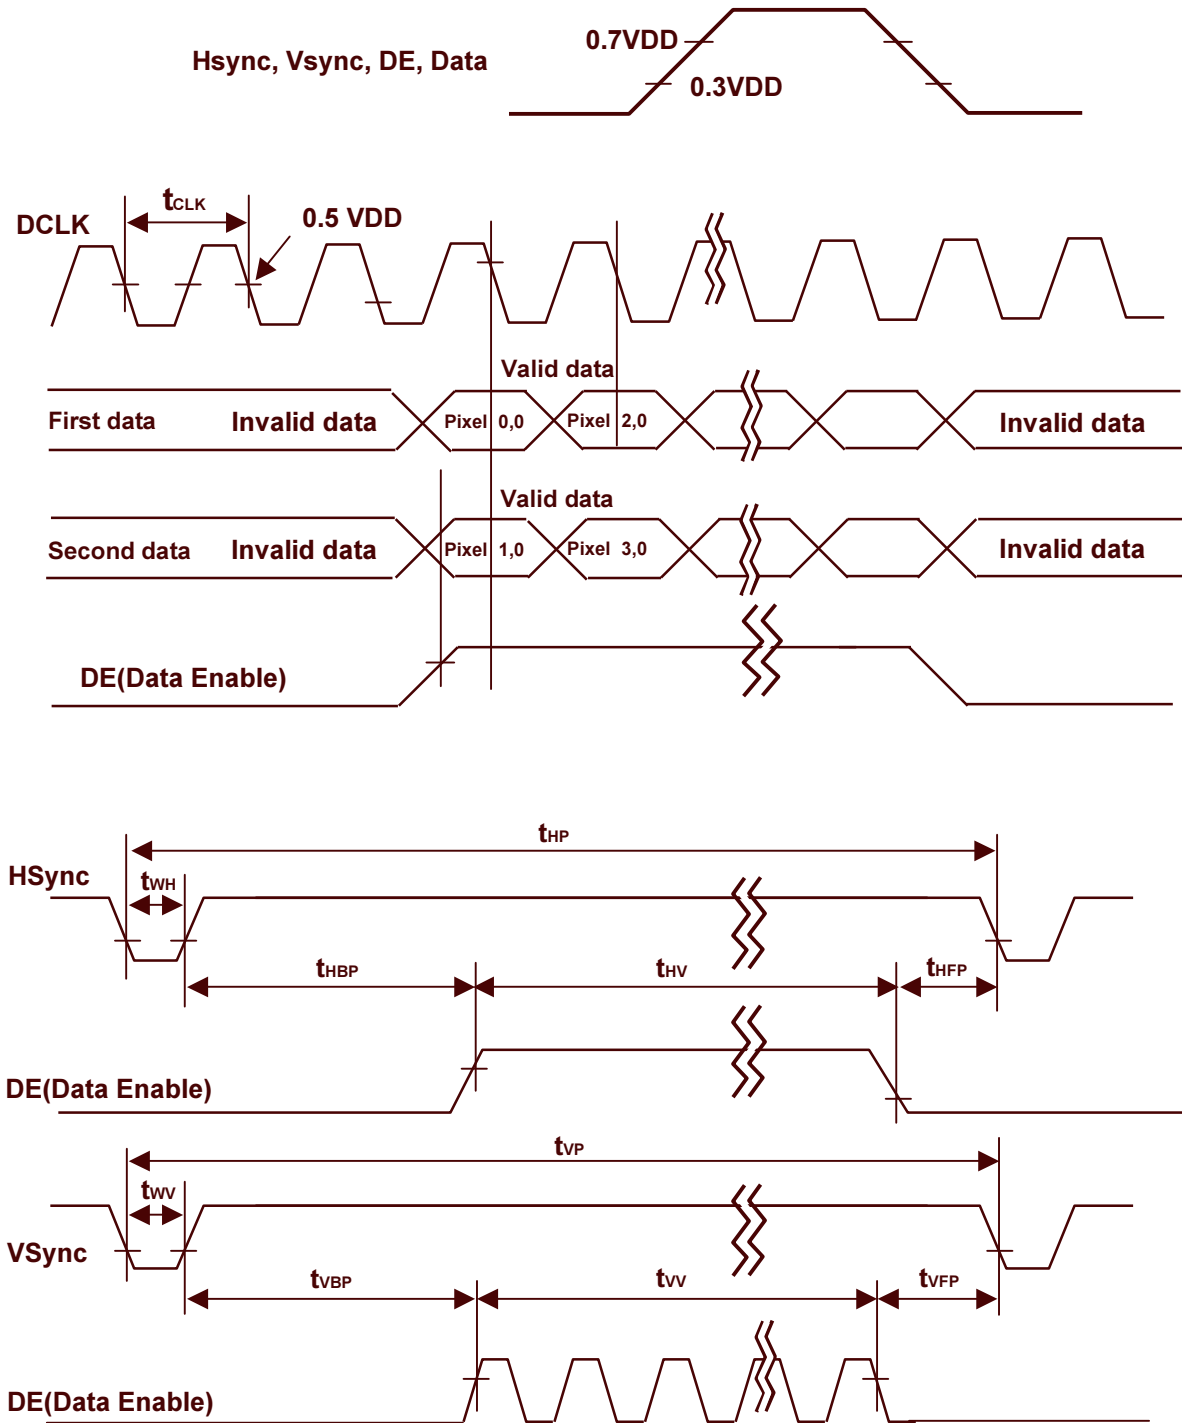 0.7VDD
Hsync, Vsync, DE, Data
0.3VDD
tCLK
DCLK
0.5 VDD
Valid data
First data Invalid data Pixel 0,0 Pixel 2,0 Invalid data
Valid data
Second data Invalid data Pixel 1,0 Pixel 3,0 Invalid data
DE(Data Enable)
tHP
HSync
tWH
tHBP tHV tHFP
DE(Data Enable)
tVP
tWV
VSync
tVBP tVV tVFP
DE(Data Enable)